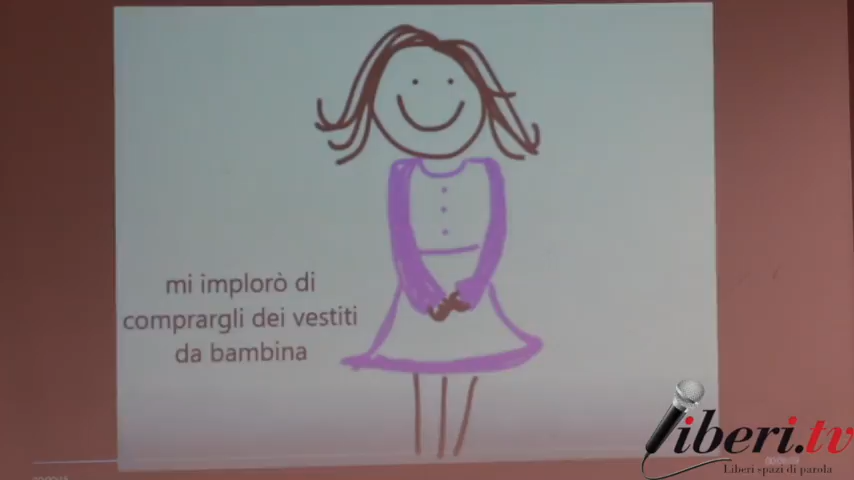 mi implorò di
comprargli dei vestiti
da bambina
liberi.tv
Liberi spazi di parola